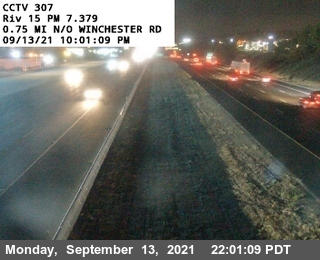 CCTV 307
Riv 15 PM 7.379
0.75 MI N/O WINCHESTER RD
09/13/21 10:01:09 PM
Monday, September 13, 2021 22:01:09 PDT